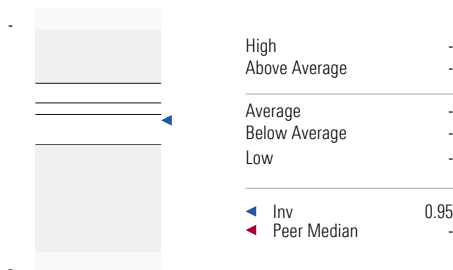 -
High -
Above Average -
Average -
Below Average -
Low -
Inv 0.95
Peer Median -
-